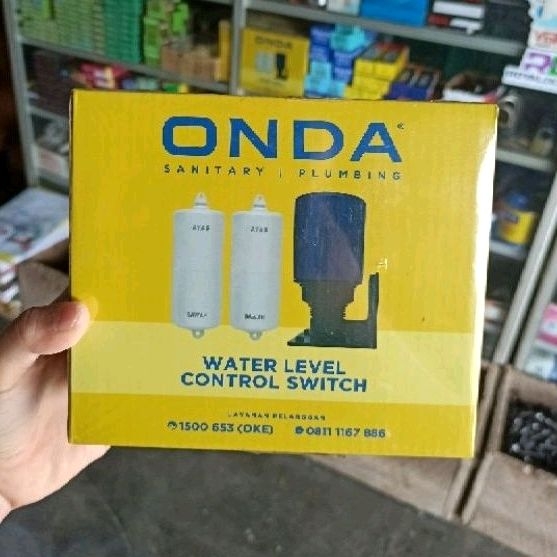 ONDA
ONDA
SANITARY | PLUMBING
ATAS
ATAS
BAWAH
BAWAH
WATER LEVEL
CONTROL SWITCH
LAYANAN PELANGGAN
1500 653 (OKE) 0811 1167 886